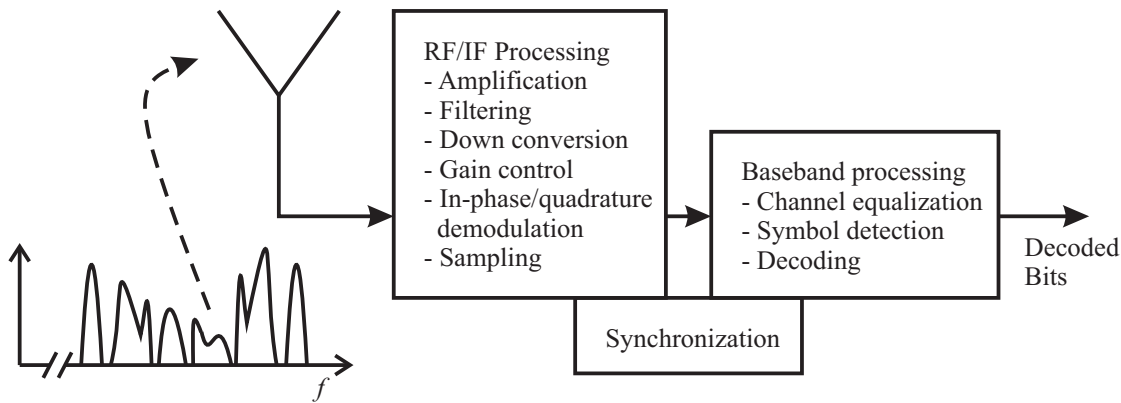 RF/IF Processing
- Amplification
- Filtering
- Down conversion
- Gain control
- In-phase/quadrature
demodulation
- Sampling
Baseband processing
- Channel equalization
- Symbol detection
- Decoding
Decoded
Bits
Synchronization
f